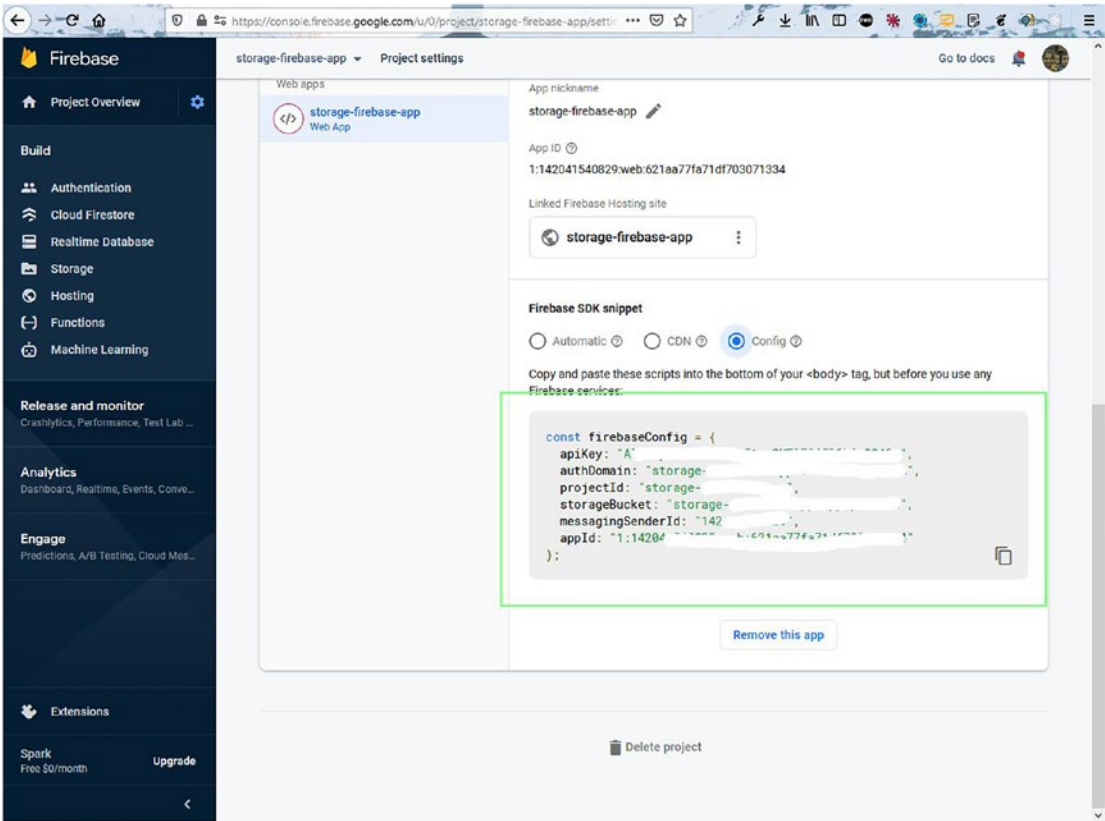 https://console.firebase.google.com/u/0/project/storage-firebase-app/settin
Firebase
storage-firebase-app
Project settings
Go to docs
Project Overview
Build
Authentication
Cloud Firestore
Realtime Database
Storage
Hosting
Functions
Machine Learning
Release and monitor
Crashlytics, Performance, Test Lab ...
Analytics
Dashboard, Realtime, Events, Conve...
Engage
Predictions, A/B Testing, Cloud Mes...
Extensions
Spark
Free $0/month
Upgrade
Web apps
storage-firebase-app
Web App
App nickname
storage-firebase-app
App ID
1:142041540829:web:621aa77fa71df703071334
Linked Firebase Hosting site
storage-firebase-app
Firebase SDK snippet
Automatic
CDN
Config
Copy and paste these scripts into the bottom of your <body> tag, but before you use any
Firebase services:
const firebaseConfig = {
apiKey: "A
authDomain: "storage-
projectId: "storage-
storageBucket: "storage-
messagingSenderId: "142
appId: "1:14204
};
Remove this app
Delete project